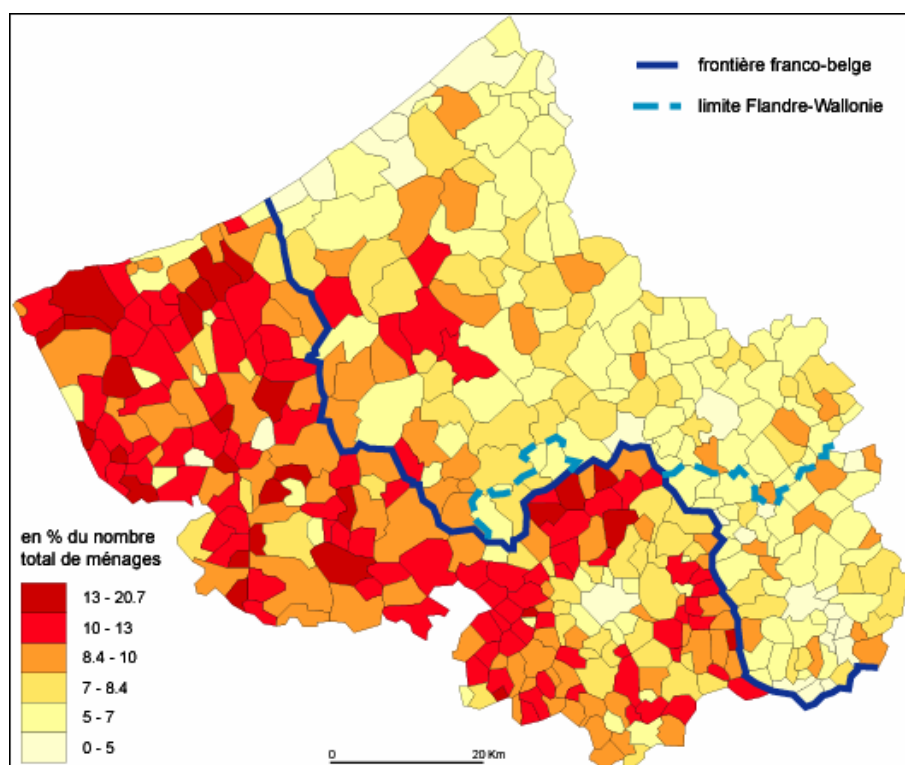 frontière franco-belge
limite Flandre-Wallonie
en % du nombre
total de ménages
13 - 20.7
10 - 13
8.4 - 10
7 - 8.4
5 - 7
0 - 5
0 20 Km